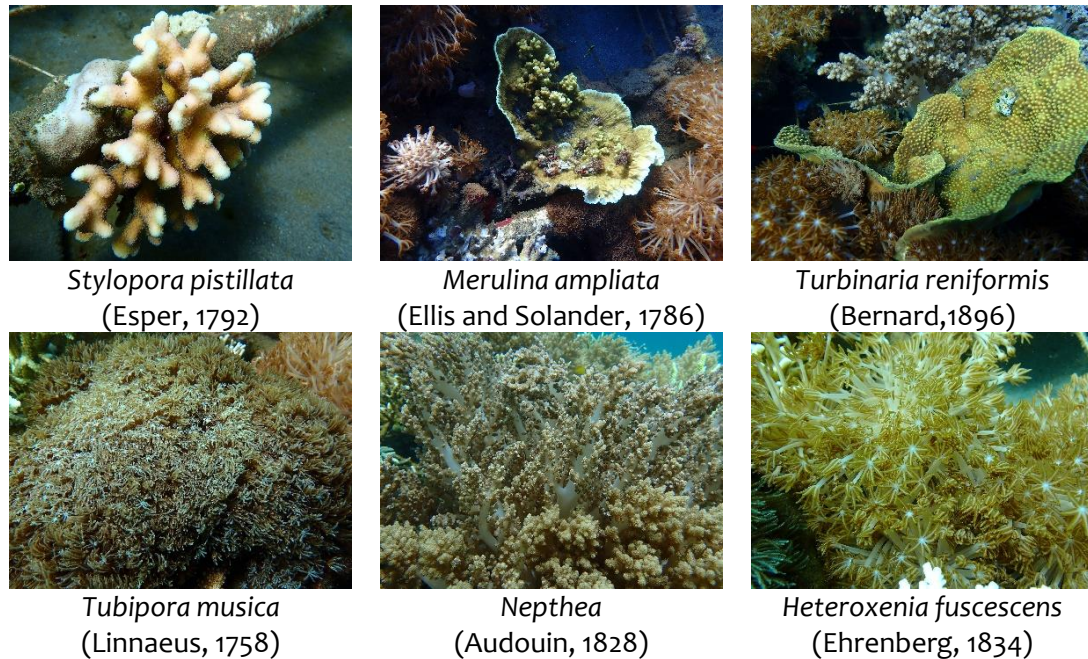 Stylopora pistillata
(Esper, 1792)
Merulina ampliata
(Ellis and Solander, 1786)
Turbinaria reniformis
(Bernard,1896)
Tubipora musica
(Linnaeus, 1758)
Nepthea
(Audouin, 1828)
Heteroxenia fuscescens
(Ehrenberg, 1834)